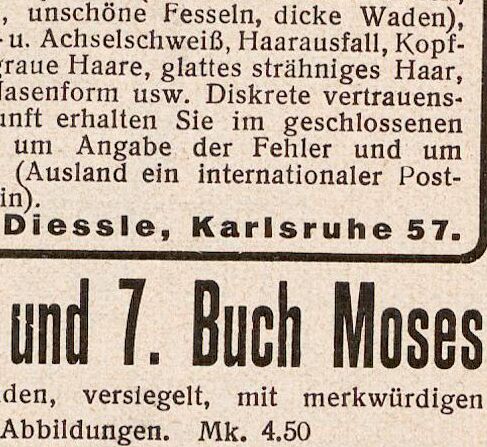 , unschöne Fesseln, dicke Waden),
- u. Achselschweiß, Haarausfall, Kopf-
graue Haare, glattes strähniges Haar,
Nasenform usw. Diskrete vertrauens-
unft erhalten Sie im geschlossenen
um Angabe der Fehler und um
(Ausland ein internationaler Post-
in).
Diessle, Karlsruhe 57.
und 7. Buch Moses
den, versiegelt, mit merkwürdigen
Abbildungen. Mk. 4.50